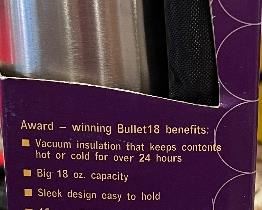 Award – winning Bullet18 benefits:
■ Vacuum insulation that keeps contents
hot or cold for over 24 hours
■ Big 18 oz. capacity
■ Sleek design easy to hold